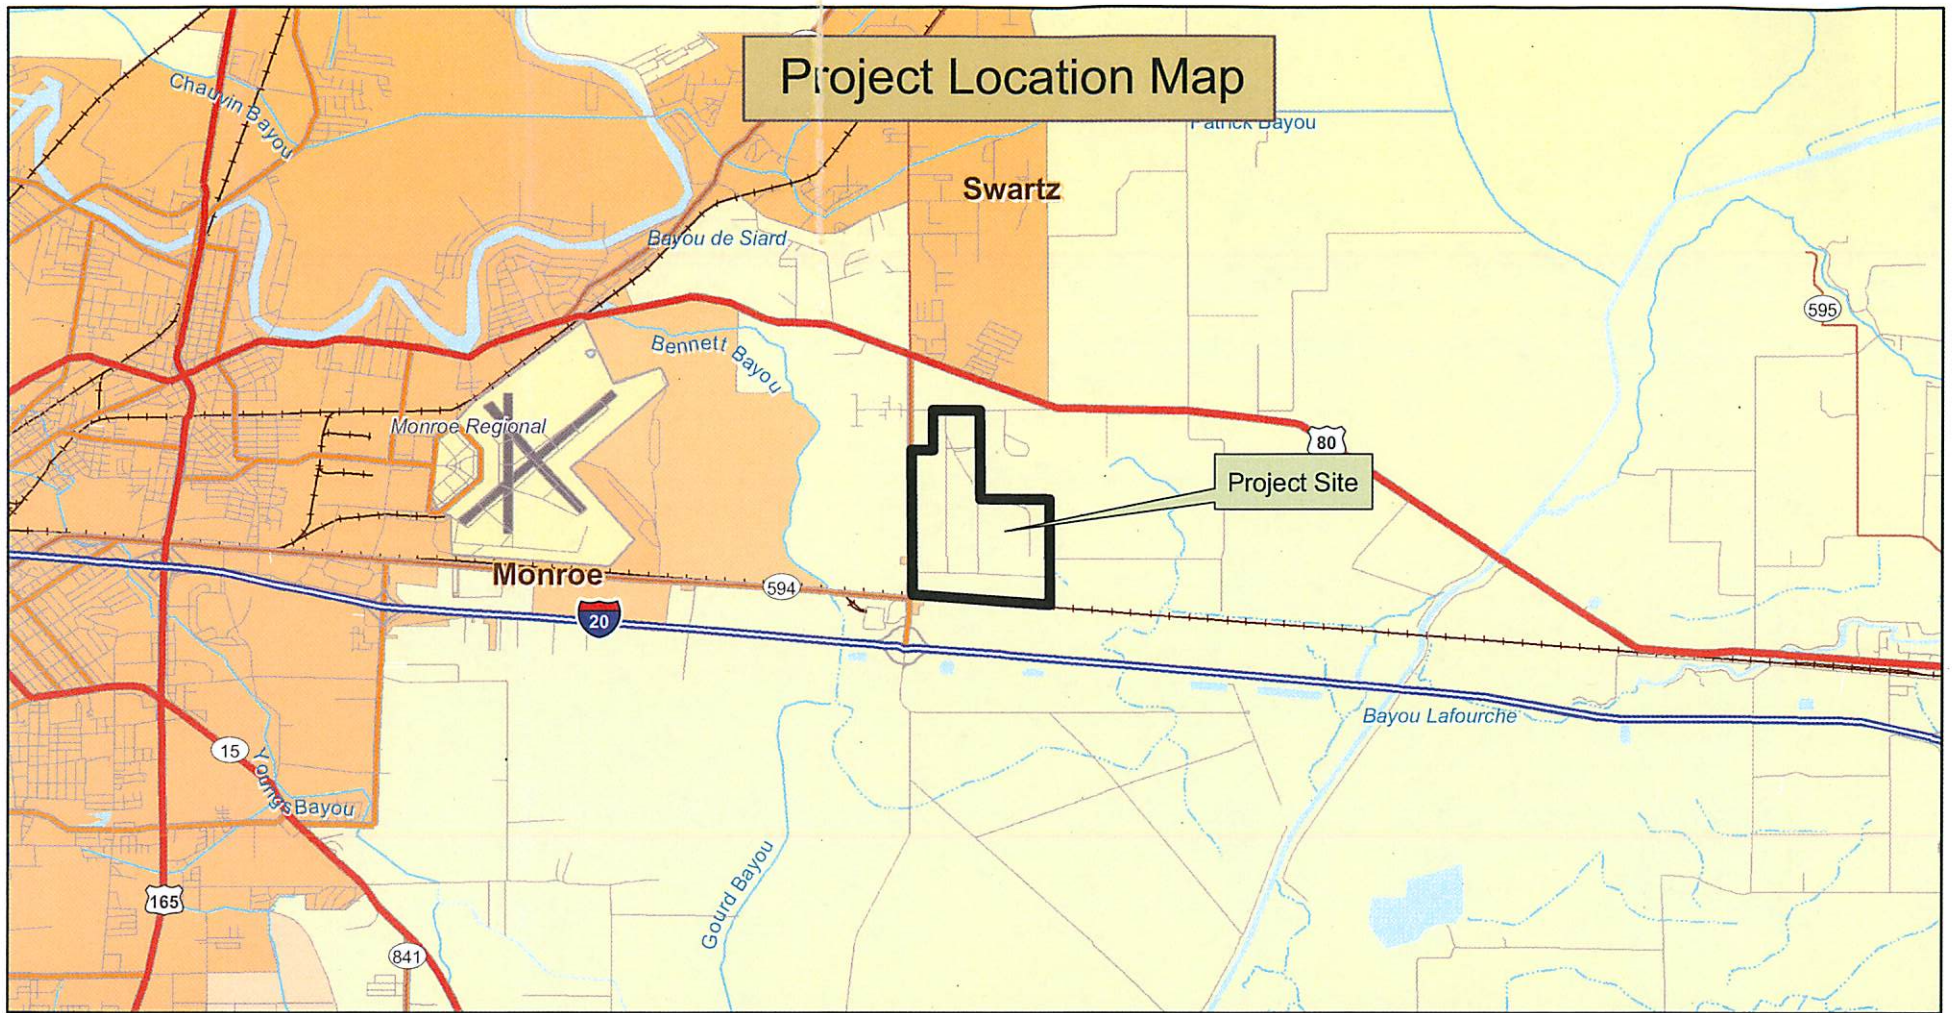 Project Location Map
Chauvin Bayou
Patrick Bayou
Swartz
Bayou de Siard
595
Bennett Bayou
Monroe Regional
80
Project Site
Monroe
594
20
Bayou Lafourche
15
Youngs Bayou
Gourd Bayou
165
841